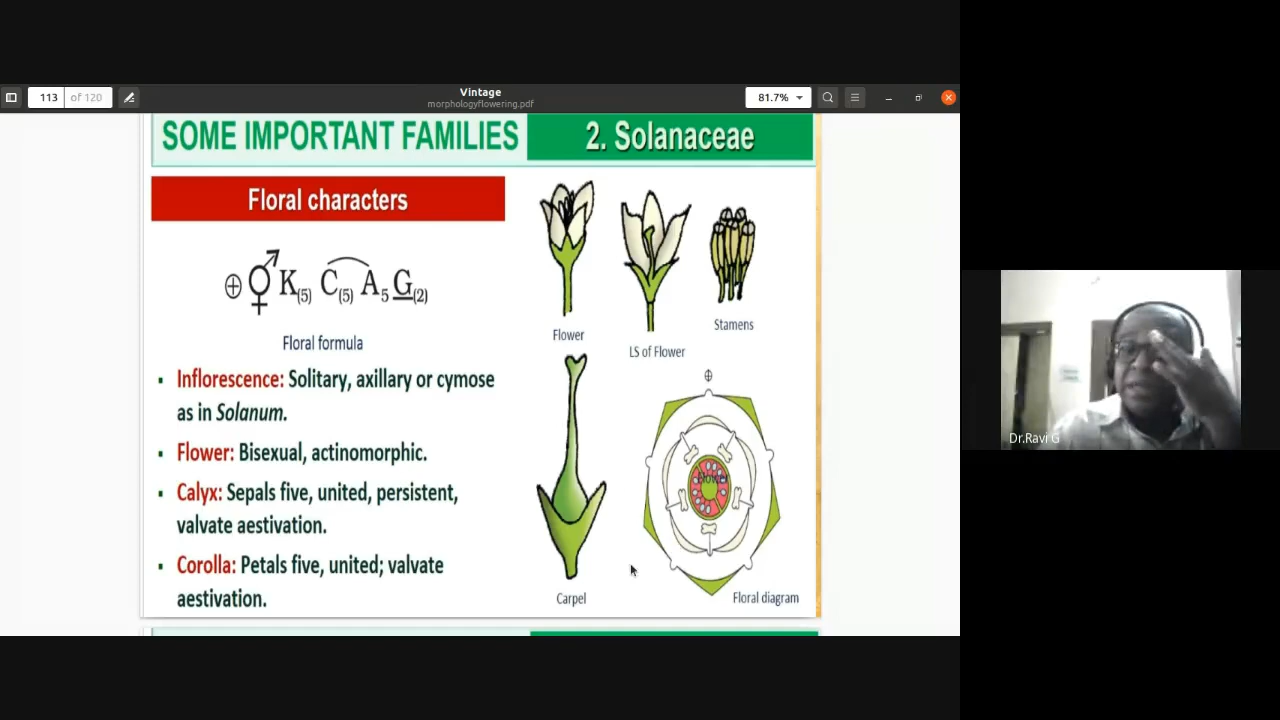 113 of 120
Vintage
morphologyflowering.pdf
81.7%
SOME IMPORTANT FAMILIES
2. Solanaceae
Floral characters
⊕ ⚥ K(5) C(5) A5 G(2)
Floral formula
▪ Inflorescence: Solitary, axillary or cymose
as in Solanum.
▪ Flower: Bisexual, actinomorphic.
▪ Calyx: Sepals five, united, persistent,
valvate aestivation.
▪ Corolla: Petals five, united; valvate
aestivation.
Flower
LS of Flower
Stamens
Carpel
⊕
Flower
Floral diagram
Dr.Ravi G